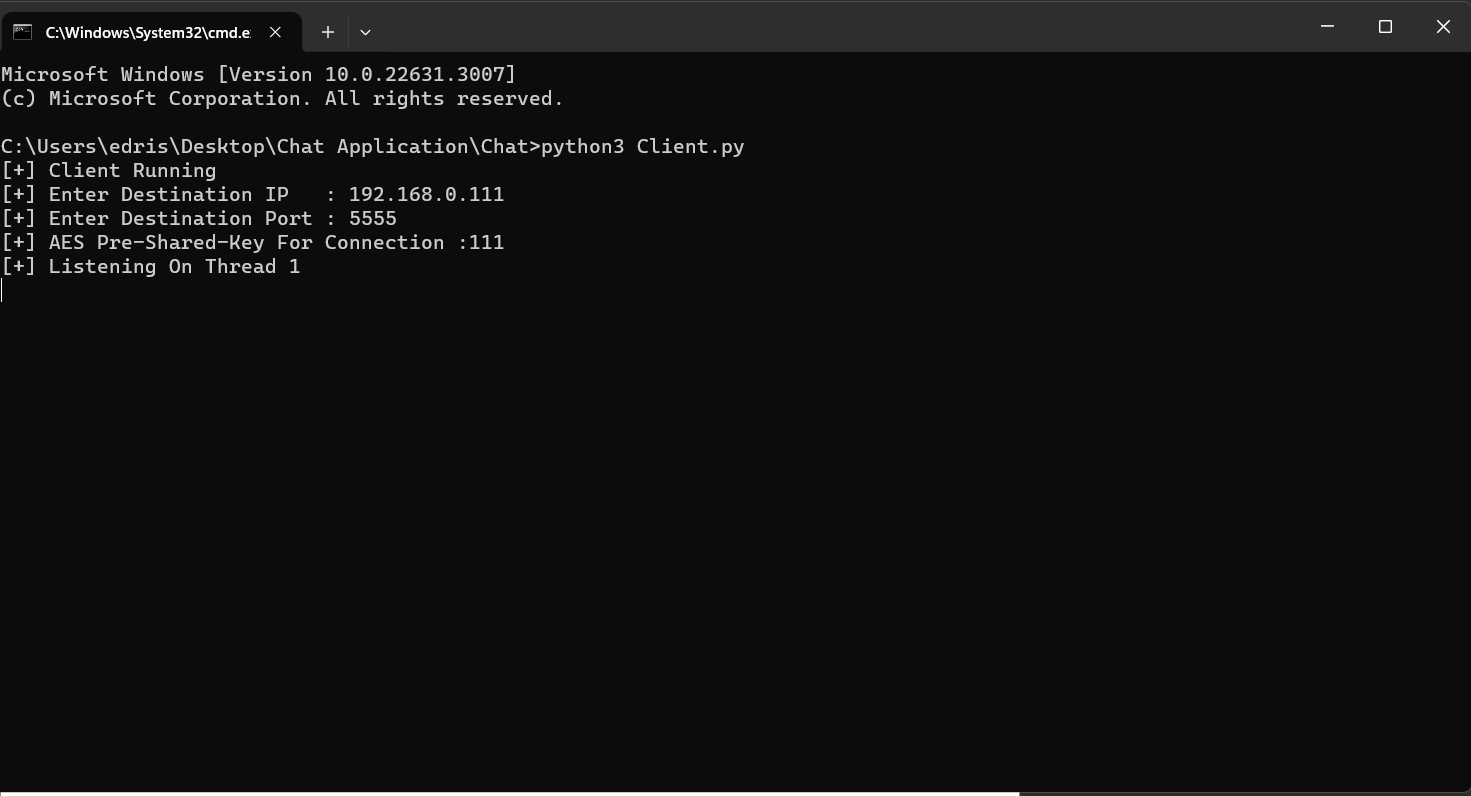 C:\Windows\System32\cmd.e
Microsoft Windows [Version 10.0.22631.3007]
(c) Microsoft Corporation. All rights reserved.
C:\Users\edris\Desktop\Chat Application\Chat>python3 Client.py
[+] Client Running
[+] Enter Destination IP   : 192.168.0.111
[+] Enter Destination Port : 5555
[+] AES Pre-Shared-Key For Connection :111
[+] Listening On Thread 1